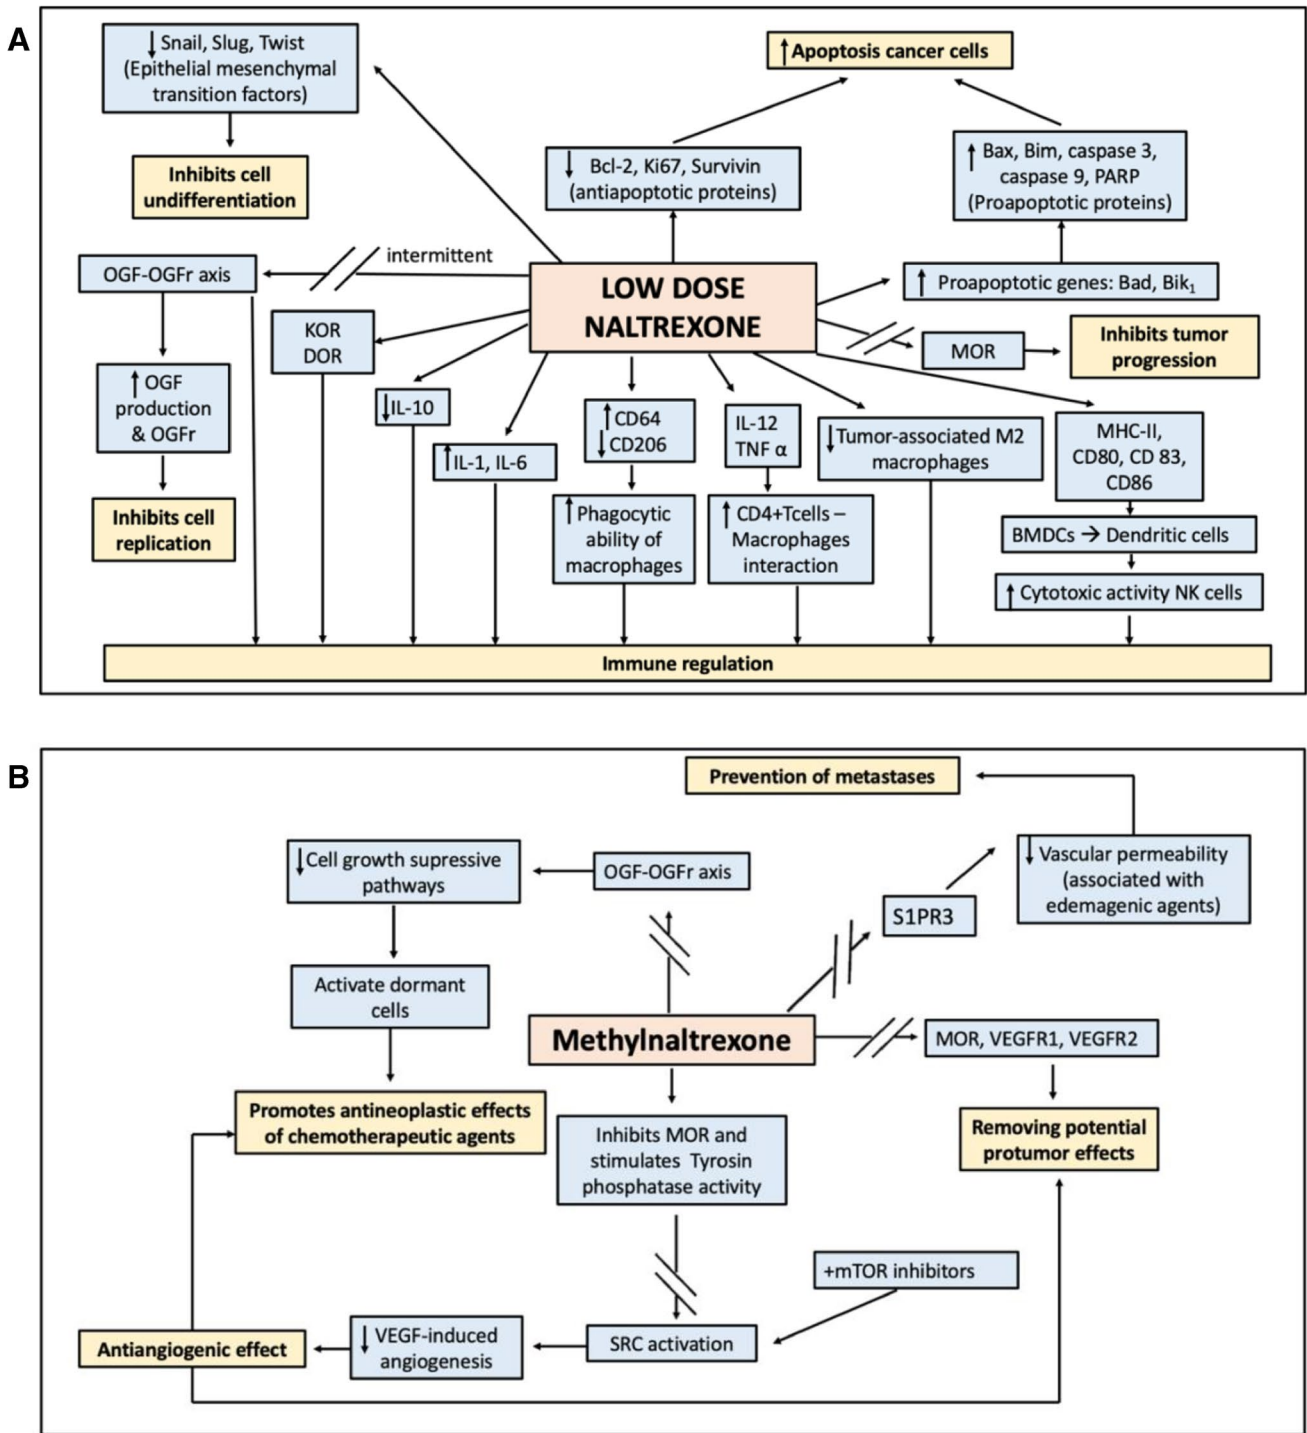 A
↓ Snail, Slug, Twist
(Epithelial mesenchymal
transition factors)
Inhibits cell
undifferentiation
↑ Apoptosis cancer cells
↓ Bcl-2, Ki67, Survivin
(antiapoptotic proteins)
↑ Bax, Bim, caspase 3,
caspase 9, PARP
(Proapoptotic proteins)
OGF-OGFr axis
intermittent
LOW DOSE
NALTREXONE
↑ Proapoptotic genes: Bad, Bik₁
KOR
DOR
MOR
Inhibits tumor
progression
↑ OGF
production
& OGFr
Inhibits cell
replication
↓IL-10
↑IL-1, IL-6
↑CD64
↓CD206
IL-12
TNF α
↓Tumor-associated M2
macrophages
MHC-II,
CD80, CD 83,
CD86
↑Phagocytic
ability of
macrophages
↑ CD4+Tcells –
Macrophages
interaction
BMDCs → Dendritic cells
↑Cytotoxic activity NK cells
Immune regulation
B
Prevention of metastases
↓Cell growth supressive
pathways
OGF-OGFr axis
S1PR3
↓ Vascular permeability
(associated with
edemagenic agents)
Activate dormant
cells
Methylnaltrexone
MOR, VEGFR1, VEGFR2
Promotes antineoplastic effects
of chemotherapeutic agents
Inhibits MOR and
stimulates Tyrosin
phosphatase activity
Removing potential
protumor effects
+mTOR inhibitors
Antiangiogenic effect
↓ VEGF-induced
angiogenesis
SRC activation